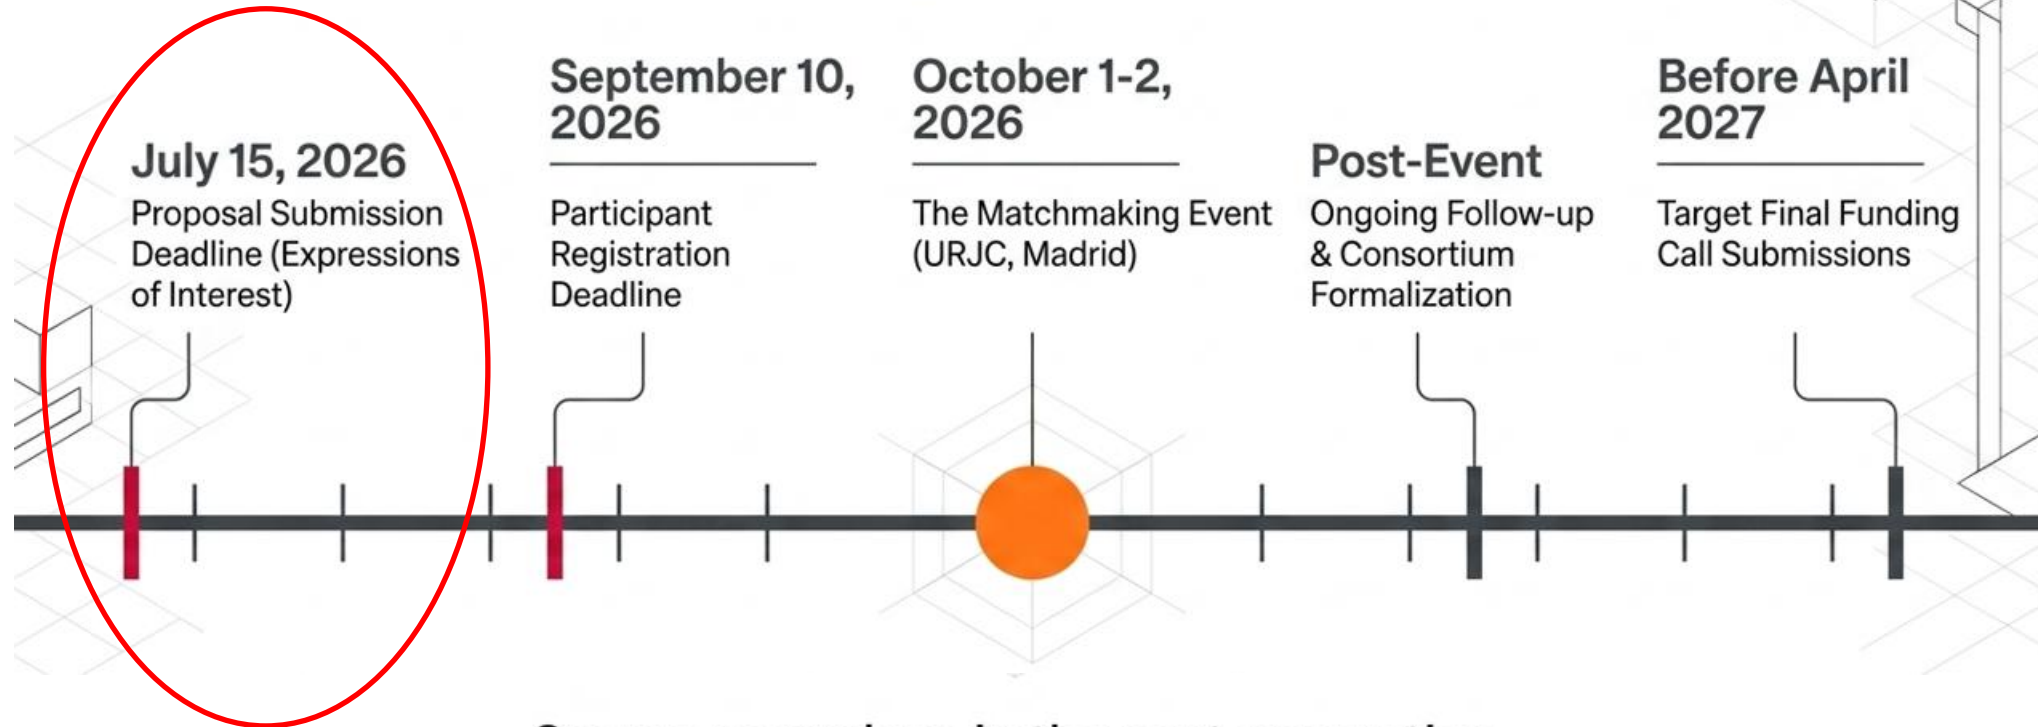 July 15, 2026
Proposal Submission
Deadline (Expressions
of Interest)
September 10,
2026
Participant
Registration
Deadline
October 1-2,
2026
The Matchmaking Event
(URJC, Madrid)
Post-Event
Ongoing Follow-up
& Consortium
Formalization
Before April
2027
Target Final Funding
Call Submissions